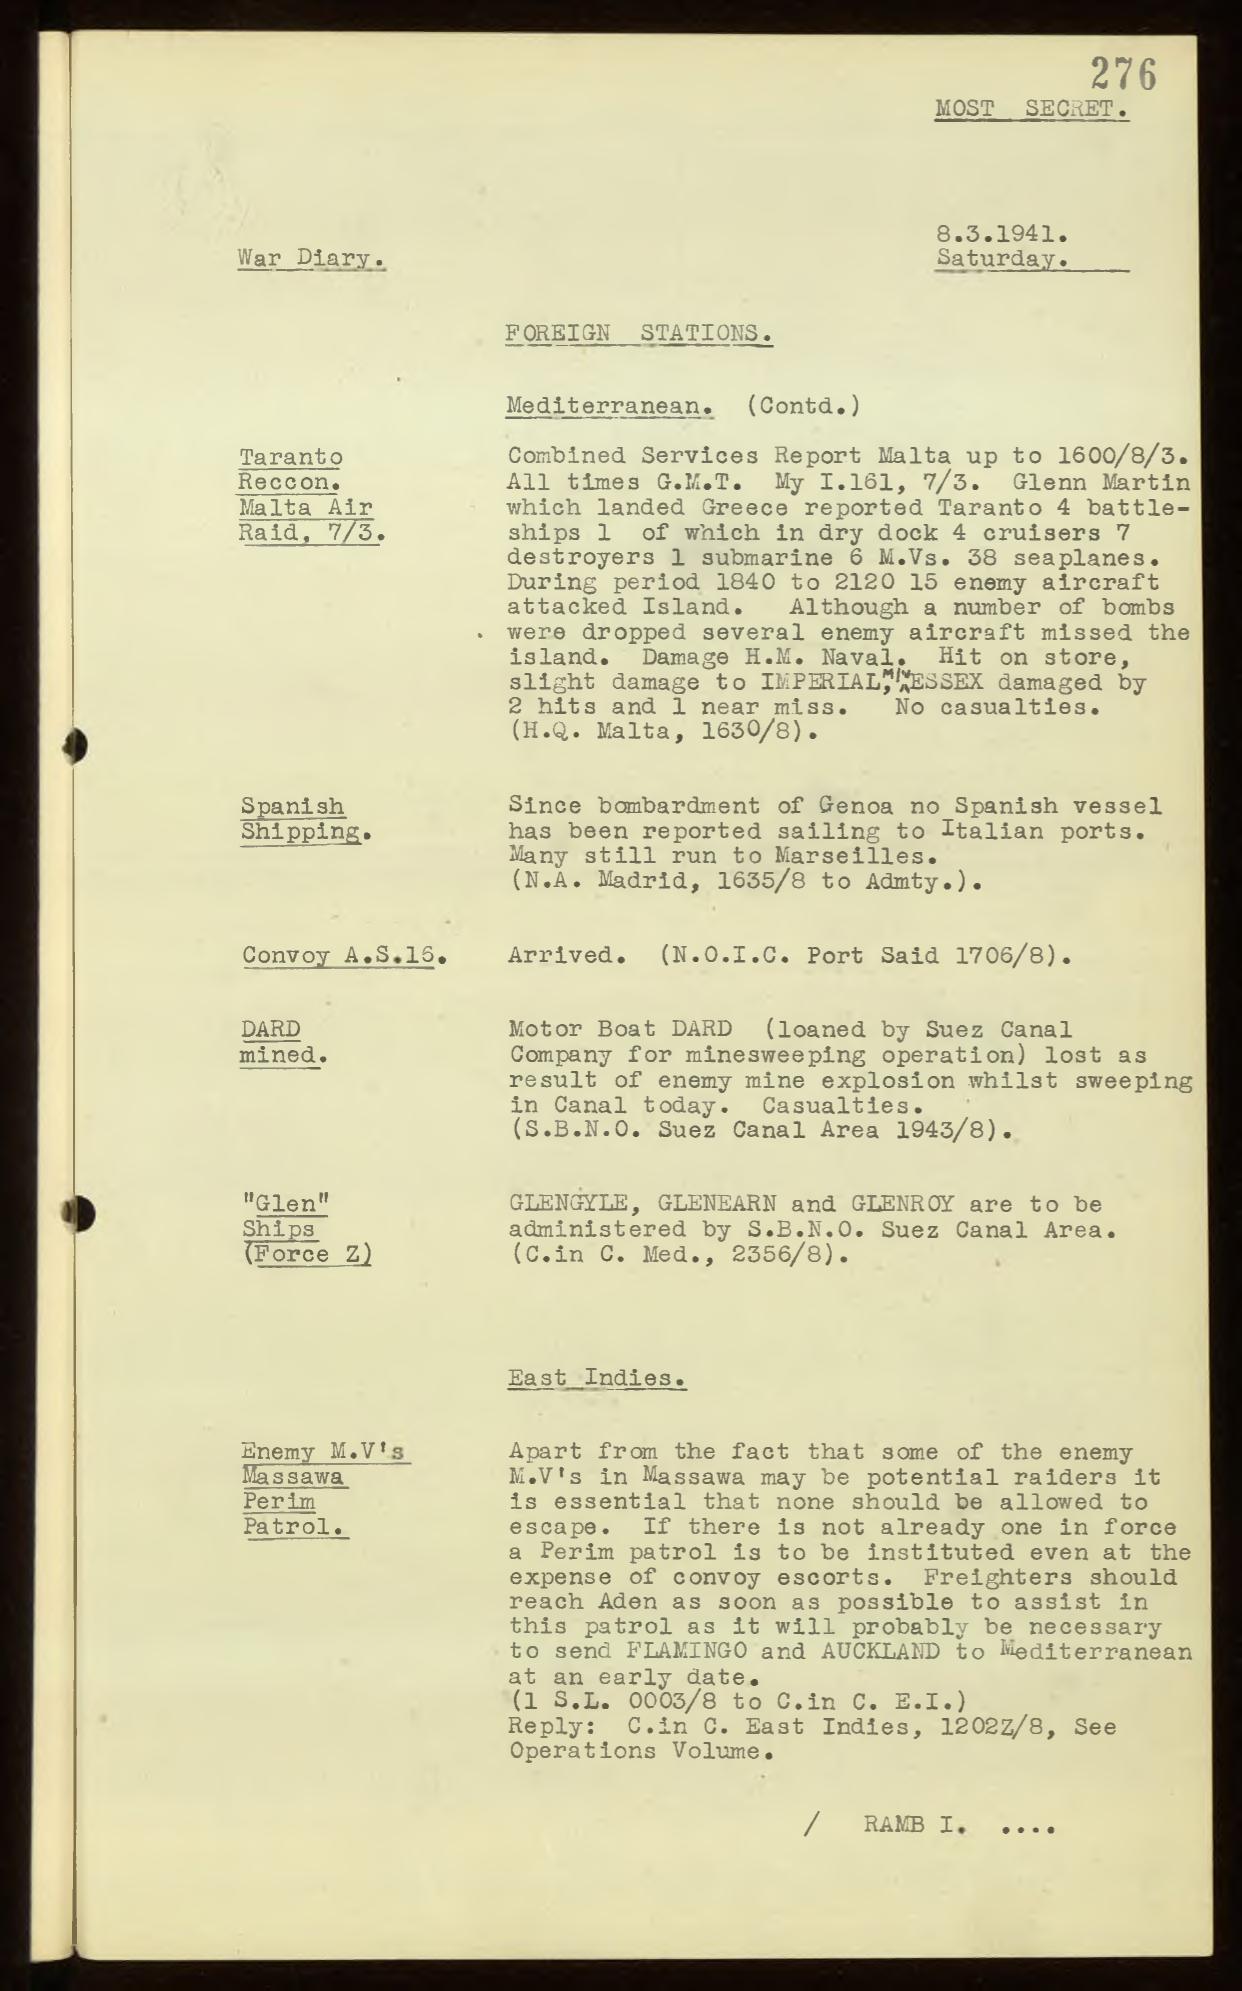 276
MOST SECRET.
8.3.1941.
War Diary.
Saturday.
FOREIGN STATIONS.
Mediterranean. (Contd.)
Taranto
Reccon.
Malta Air
Raid, 7/3.
Combined Services Report Malta up to 1600/8/3.
All times G.M.T. My I.161, 7/3. Glenn Martin
which landed Greece reported Taranto 4 battle-
ships 1 of which in dry dock 4 cruisers 7
destroyers 1 submarine 6 M.Vs. 38 seaplanes.
During period 1840 to 2120 15 enemy aircraft
attacked Island. Although a number of bombs
were dropped several enemy aircraft missed the
island. Damage H.M. Naval. Hit on store,
slight damage to IMPERIAL, M/V ESSEX damaged by
2 hits and 1 near miss. No casualties.
(H.Q. Malta, 1630/8).
Spanish
Shipping.
Since bombardment of Genoa no Spanish vessel
has been reported sailing to Italian ports.
Many still run to Marseilles.
(N.A. Madrid, 1635/8 to Admty.).
Convoy A.S.16.
Arrived. (N.O.I.C. Port Said 1706/8).
DARD
mined.
Motor Boat DARD (loaned by Suez Canal
Company for minesweeping operation) lost as
result of enemy mine explosion whilst sweeping
in Canal today. Casualties.
(S.B.N.O. Suez Canal Area 1943/8).
"Glen"
Ships
(Force Z)
GLENGYLE, GLENEARN and GLENROY are to be
administered by S.B.N.O. Suez Canal Area.
(C.in C. Med., 2356/8).
East Indies.
Enemy M.V's
Massawa
Perim
Patrol.
Apart from the fact that some of the enemy
M.V's in Massawa may be potential raiders it
is essential that none should be allowed to
escape. If there is not already one in force
a Perim patrol is to be instituted even at the
expense of convoy escorts. Freighters should
reach Aden as soon as possible to assist in
this patrol as it will probably be necessary
to send FLAMINGO and AUCKLAND to Mediterranean
at an early date.
(1 S.L. 0003/8 to C.in C. E.I.)
Reply: C.in C. East Indies, 1202Z/8, See
Operations Volume.
/ RAMB I. ....